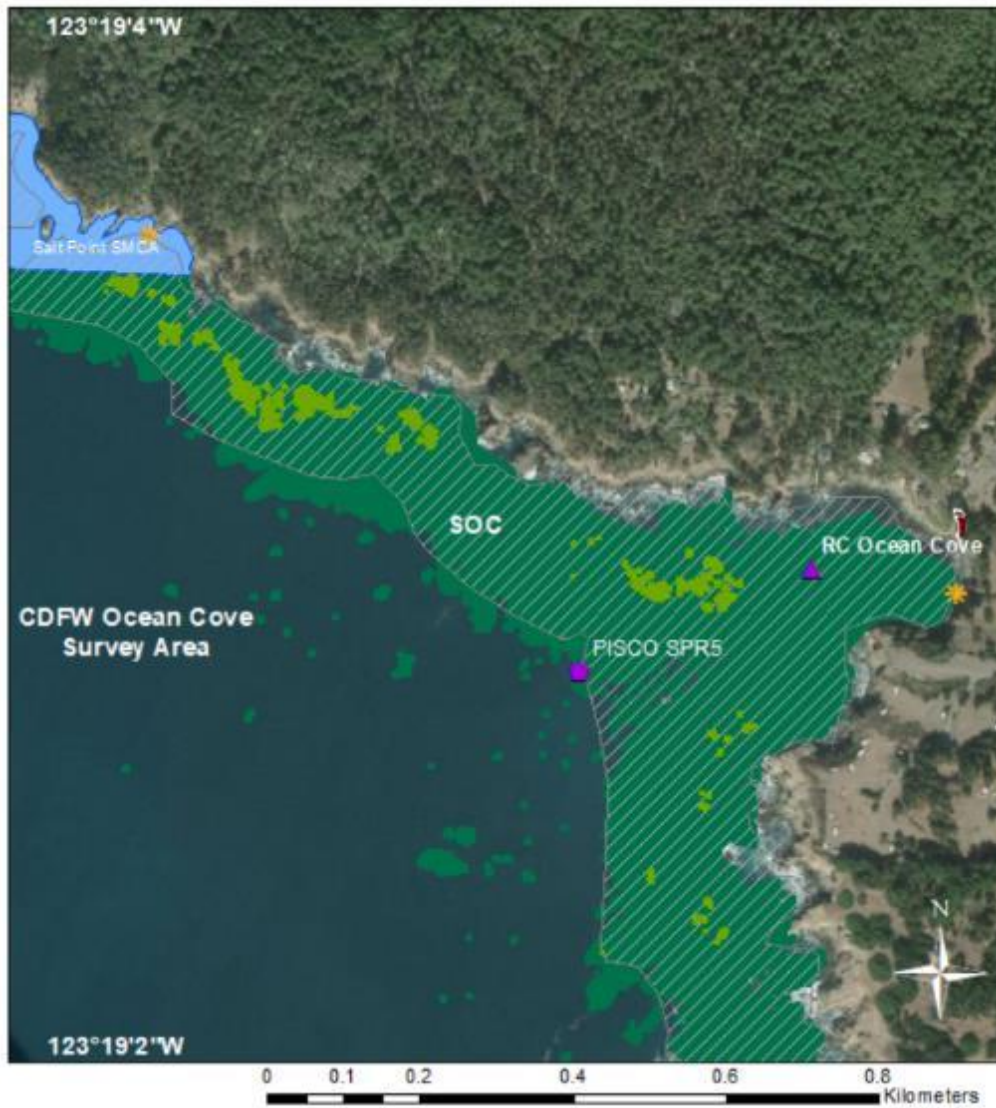 123°19'4"W
Salt Point SMCA
SOC
RC Ocean Cove
CDFW Ocean Cove
Survey Area
PISCO SPR5
N
123°19'2"W
0 0.1 0.2 0.4 0.6 0.8
Kilometers